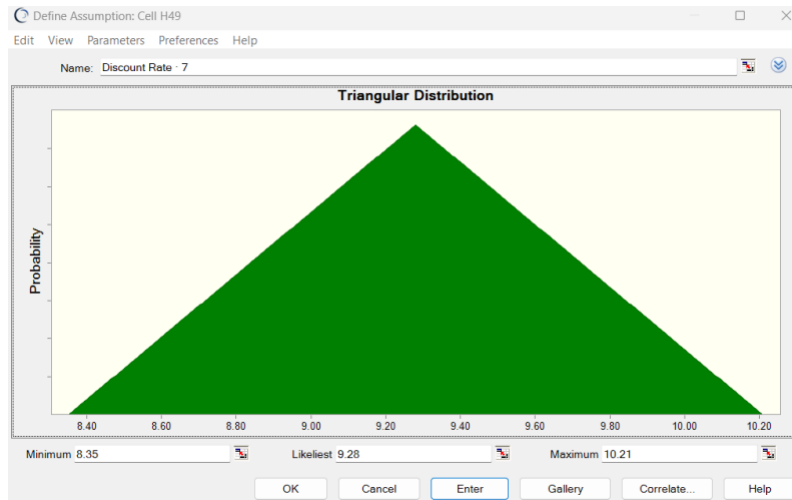 Define Assumption: Cell H49
Edit View Parameters Preferences Help
Name: Discount Rate · 7
Triangular Distribution
Probability
8.40 8.60 8.80 9.00 9.20 9.40 9.60 9.80 10.00 10.20
Minimum 8.35 Likeliest 9.28 Maximum 10.21
OK Cancel Enter Gallery Correlate... Help